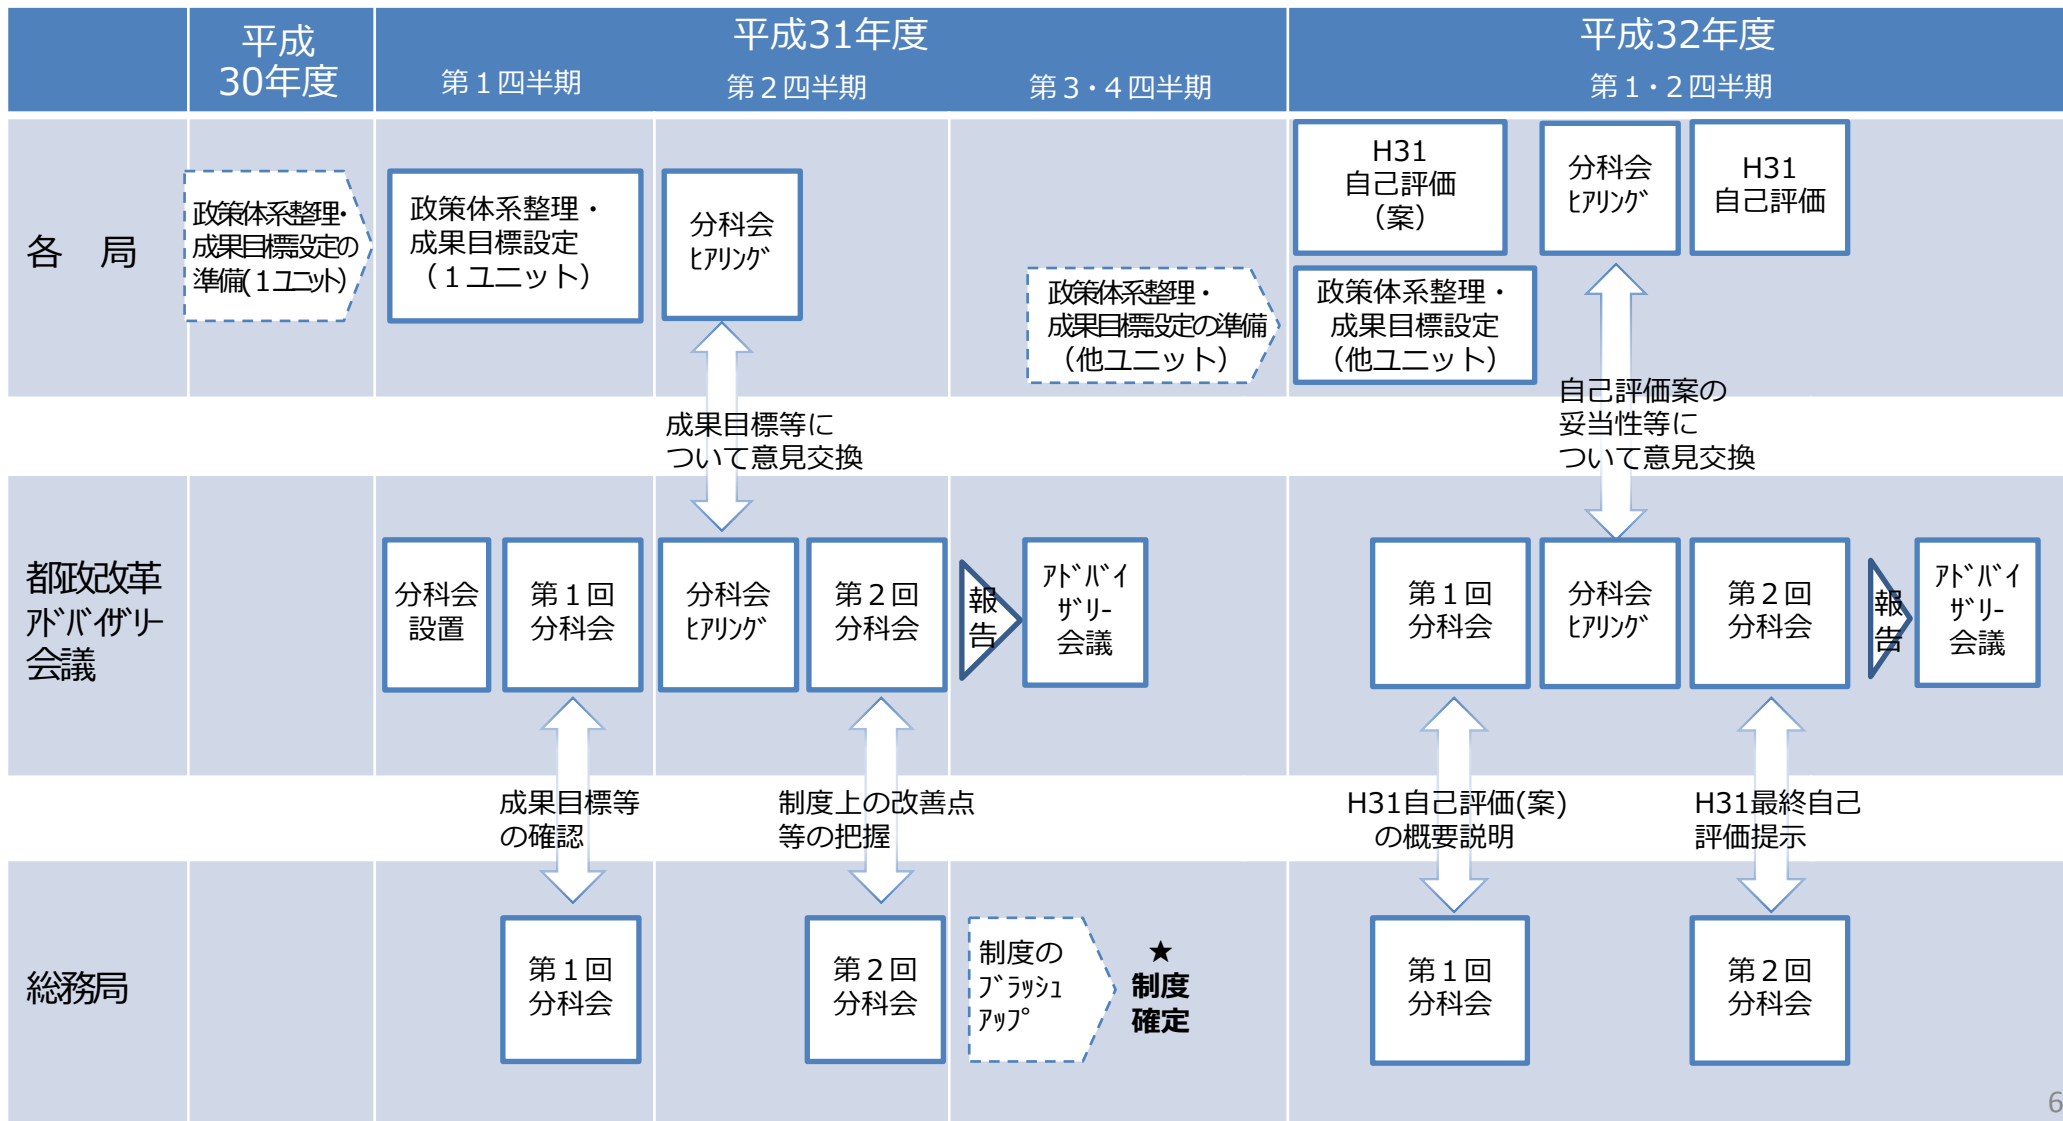 平成
30年度
平成31年度
第１四半期
第２四半期
第３・４四半期
平成32年度
第１・２四半期
各　局
政策体系整理・
成果目標設定の
準備(１ユニット)
政策体系整理・
成果目標設定
（１ユニット）
分科会
ﾋｱﾘﾝｸﾞ
政策体系整理・
成果目標設定の準備
（他ユニット）
H31
自己評価
（案）
分科会
ﾋｱﾘﾝｸﾞ
H31
自己評価
政策体系整理・
成果目標設定
（他ユニット）
成果目標等に
ついて意見交換
自己評価案の
妥当性等に
ついて意見交換
都政改革
ｱﾄﾞﾊﾞｲｻﾞﾘｰ
会議
分科会
設置
第１回
分科会
分科会
ﾋｱﾘﾝｸﾞ
第２回
分科会
報
告
ｱﾄﾞﾊﾞｲ
ｻﾞﾘｰ
会議
第１回
分科会
分科会
ﾋｱﾘﾝｸﾞ
第２回
分科会
報
告
ｱﾄﾞﾊﾞｲ
ｻﾞﾘｰ
会議
成果目標等
の確認
制度上の改善点
等の把握
H31自己評価(案)
の概要説明
H31最終自己
評価提示
総務局
第１回
分科会
第２回
分科会
制度の
ﾌﾞﾗｯｼｭ
ｱｯﾌﾟ
★
制度
確定
第１回
分科会
第２回
分科会
6